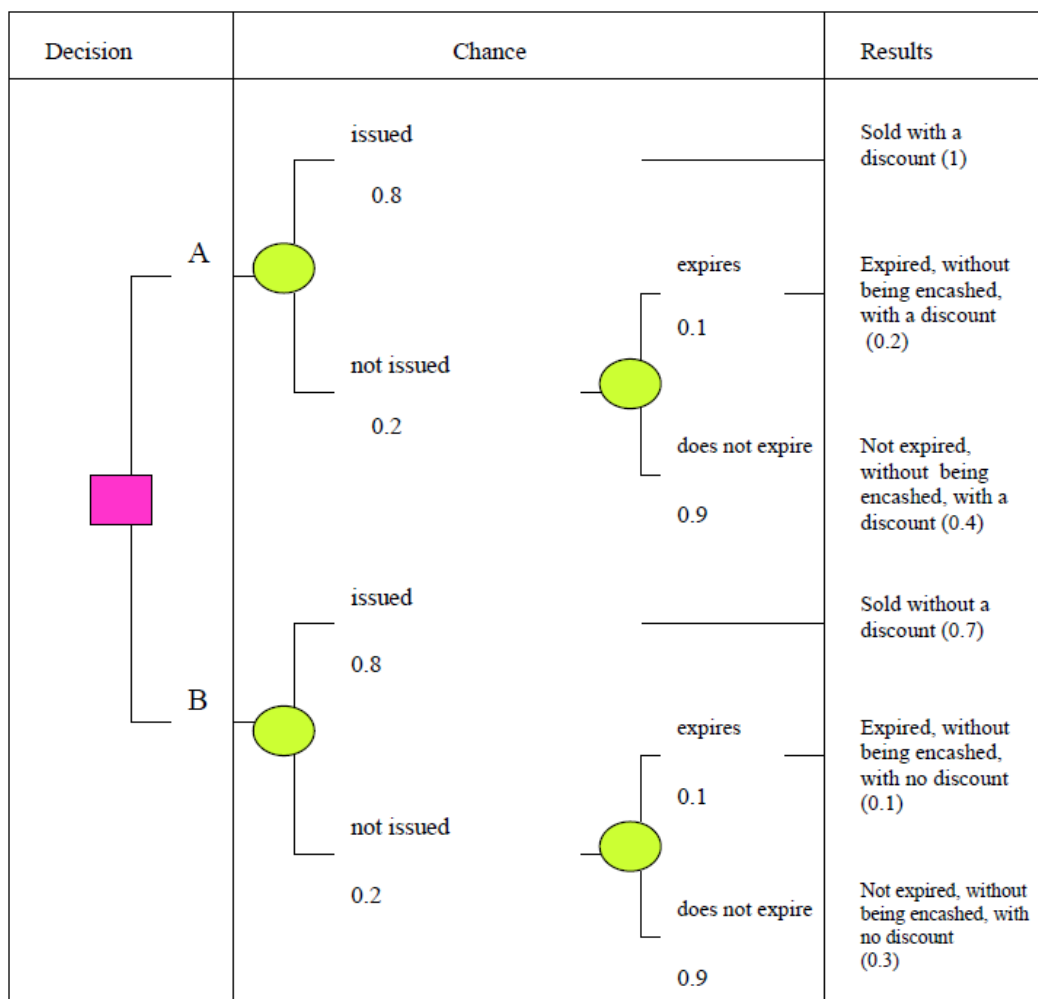 Decision
Chance
Results
issued
0.8
Sold with a
discount (1)
A
expires
0.1
Expired, without
being encashed,
with a discount
(0.2)
not issued
0.2
does not expire
0.9
Not expired,
without being
encashed, with a
discount (0.4)
issued
0.8
Sold without a
discount (0.7)
B
expires
0.1
Expired, without
being encashed,
with no discount
(0.1)
not issued
0.2
does not expire
0.9
Not expired, without
being encashed, with
no discount
(0.3)